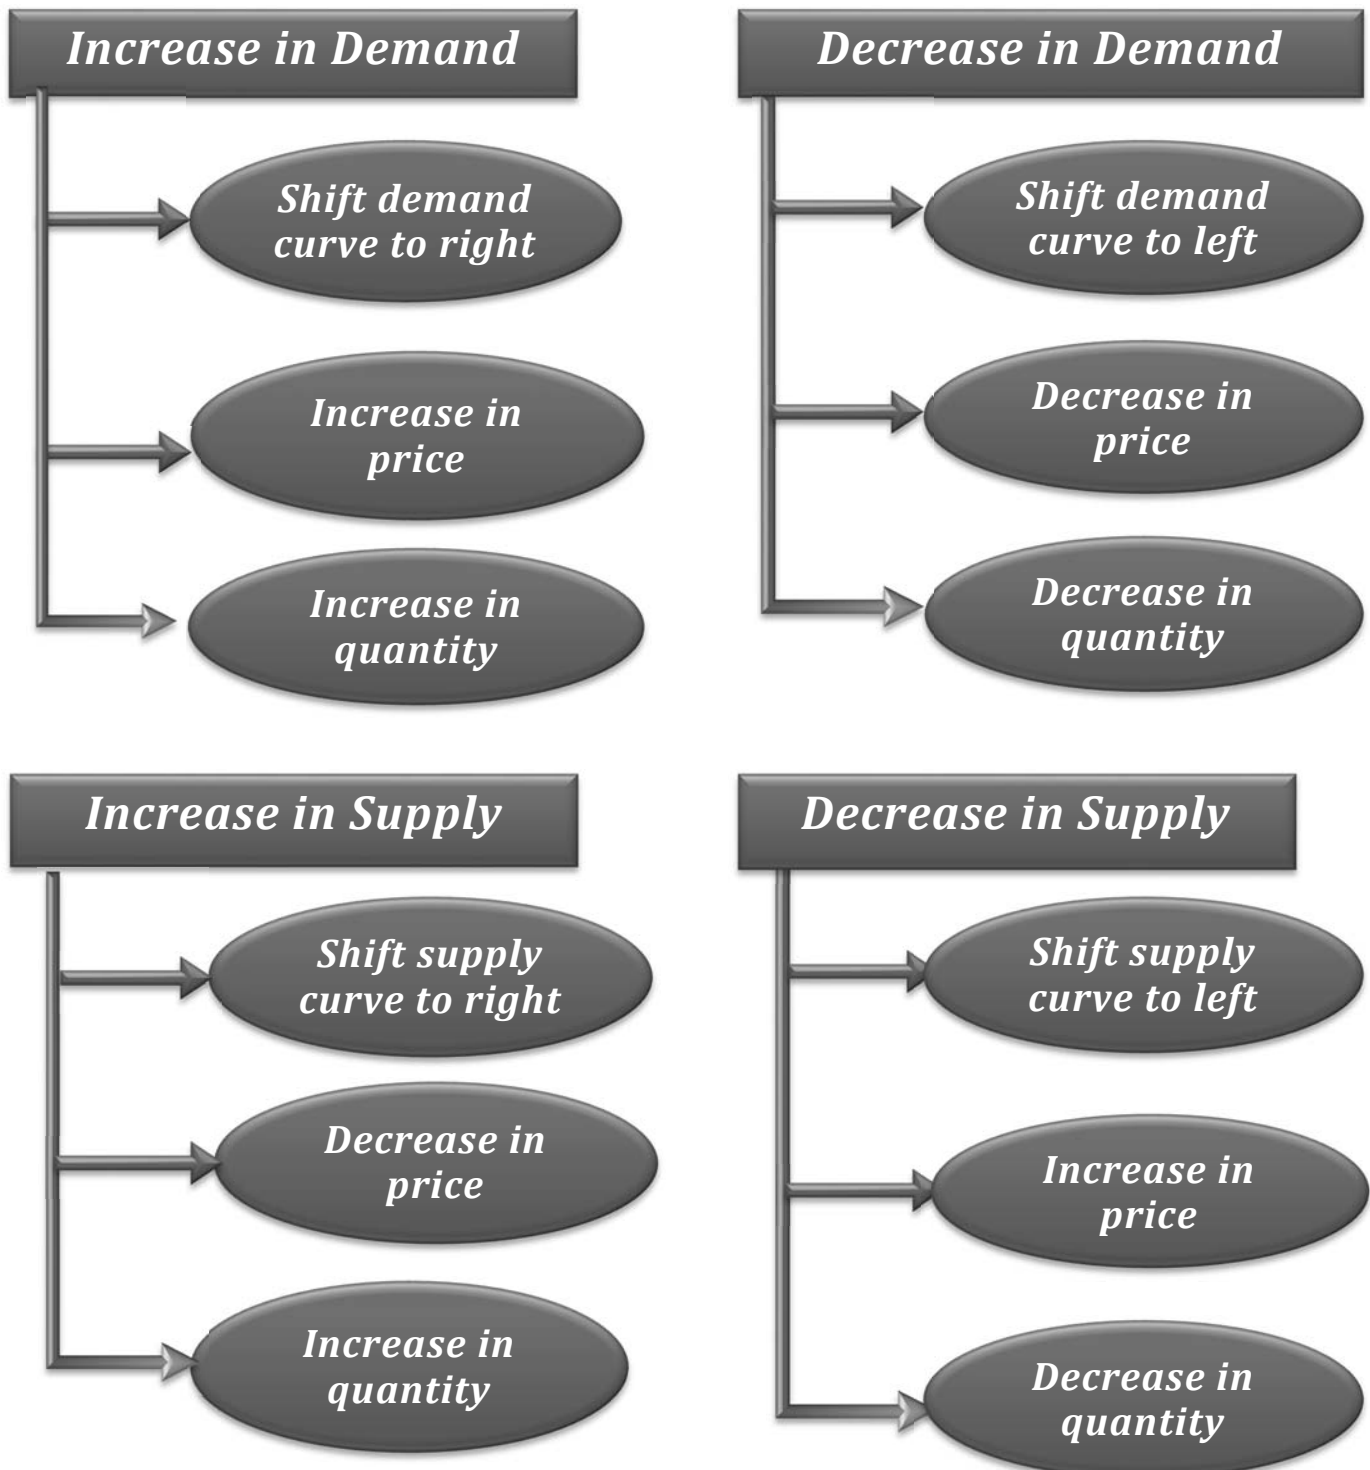 Increase in Demand
Shift demand
curve to right
Increase in
price
Increase in
quantity
Decrease in Demand
Shift demand
curve to left
Decrease in
price
Decrease in
quantity
Increase in Supply
Shift supply
curve to right
Decrease in
price
Increase in
quantity
Decrease in Supply
Shift supply
curve to left
Increase in
price
Decrease in
quantity